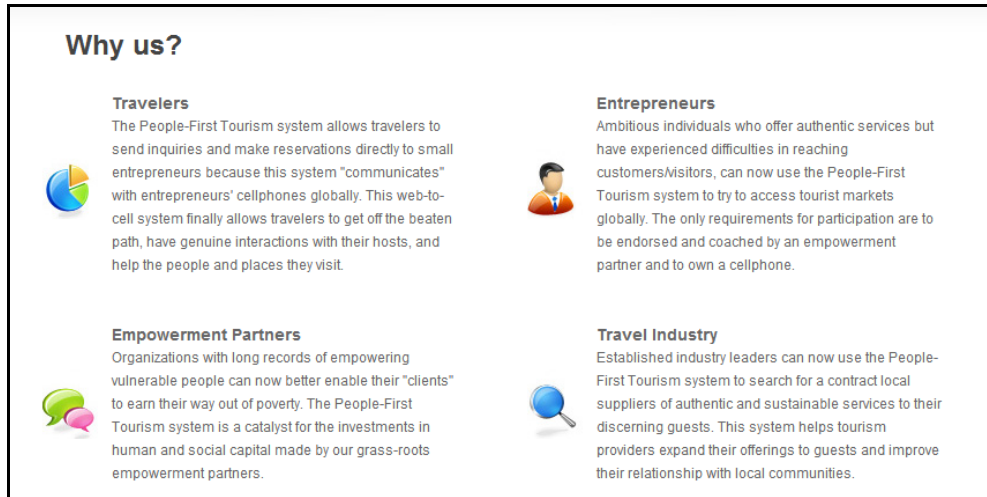 Why us?
Travelers
The People-First Tourism system allows travelers to
send inquiries and make reservations directly to small
entrepreneurs because this system "communicates"
with entrepreneurs' cellphones globally. This web-to-
cell system finally allows travelers to get off the beaten
path, have genuine interactions with their hosts, and
help the people and places they visit.
Entrepreneurs
Ambitious individuals who offer authentic services but
have experienced difficulties in reaching
customers/visitors, can now use the People-First
Tourism system to try to access tourist markets
globally. The only requirements for participation are to
be endorsed and coached by an empowerment
partner and to own a cellphone.
Empowerment Partners
Organizations with long records of empowering
vulnerable people can now better enable their "clients"
to earn their way out of poverty. The People-First
Tourism system is a catalyst for the investments in
human and social capital made by our grass-roots
empowerment partners.
Travel Industry
Established industry leaders can now use the People-
First Tourism system to search for a contract local
suppliers of authentic and sustainable services to their
discerning guests. This system helps tourism
providers expand their offerings to guests and improve
their relationship with local communities.